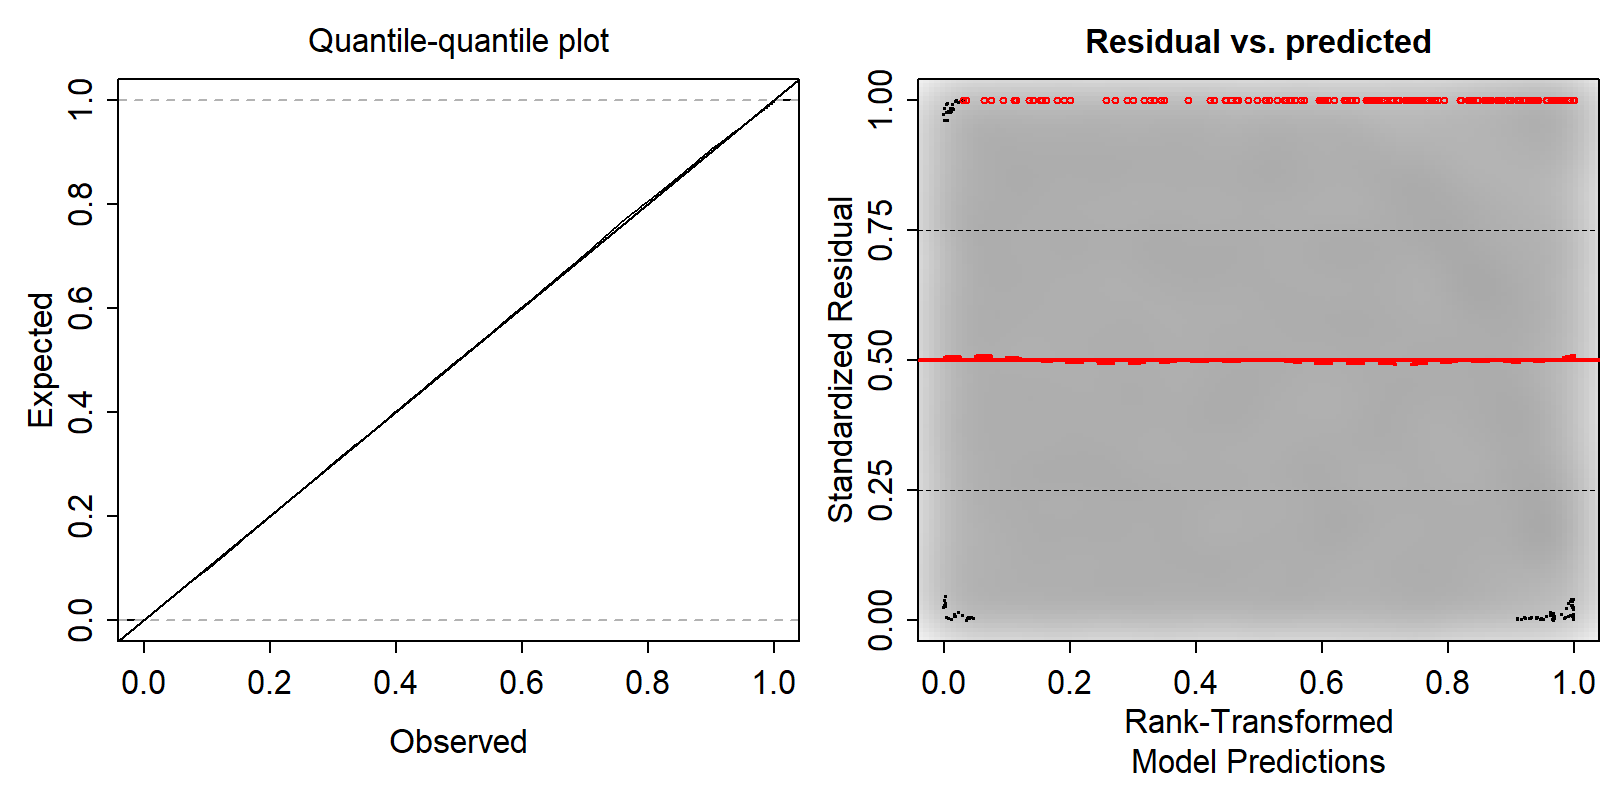 Quantile-quantile plot
Expected
0.0 0.2 0.4 0.6 0.8 1.0
0.0 0.2 0.4 0.6 0.8 1.0
Observed
Residual vs. predicted
Standardized Residual
0.00 0.25 0.50 0.75 1.00
0.0 0.2 0.4 0.6 0.8 1.0
Rank-Transformed
Model Predictions